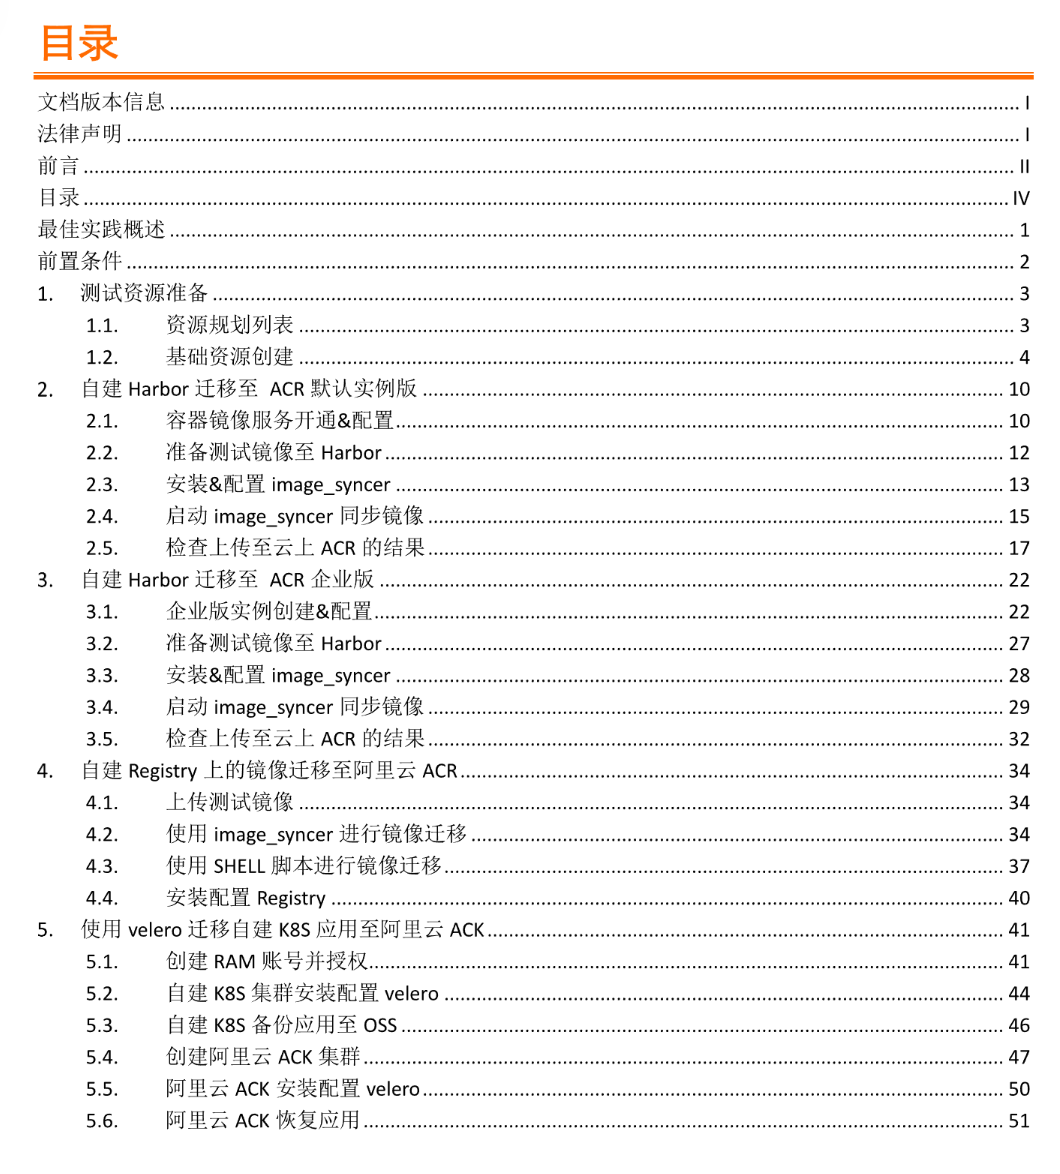 目录
文档版本信息 I
法律声明 I
前言 II
目录 IV
最佳实践概述 1
前置条件 2
1. 测试资源准备 3
1.1. 资源规划列表 3
1.2. 基础资源创建 4
2. 自建 Harbor 迁移至 ACR 默认实例版 10
2.1. 容器镜像服务开通&配置 10
2.2. 准备测试镜像至 Harbor 12
2.3. 安装&配置 image_syncer 13
2.4. 启动 image_syncer 同步镜像 15
2.5. 检查上传至云上 ACR 的结果 17
3. 自建 Harbor 迁移至 ACR 企业版 22
3.1. 企业版实例创建&配置 22
3.2. 准备测试镜像至 Harbor 27
3.3. 安装&配置 image_syncer 28
3.4. 启动 image_syncer 同步镜像 29
3.5. 检查上传至云上 ACR 的结果 32
4. 自建 Registry 上的镜像迁移至阿里云 ACR 34
4.1. 上传测试镜像 34
4.2. 使用 image_syncer 进行镜像迁移 34
4.3. 使用 SHELL 脚本进行镜像迁移 37
4.4. 安装配置 Registry 40
5. 使用 velero 迁移自建 K8S 应用至阿里云 ACK 41
5.1. 创建 RAM 账号并授权 41
5.2. 自建 K8S 集群安装配置 velero 44
5.3. 自建 K8S 备份应用至 OSS 46
5.4. 创建阿里云 ACK 集群 47
5.5. 阿里云 ACK 安装配置 velero 50
5.6. 阿里云 ACK 恢复应用 51